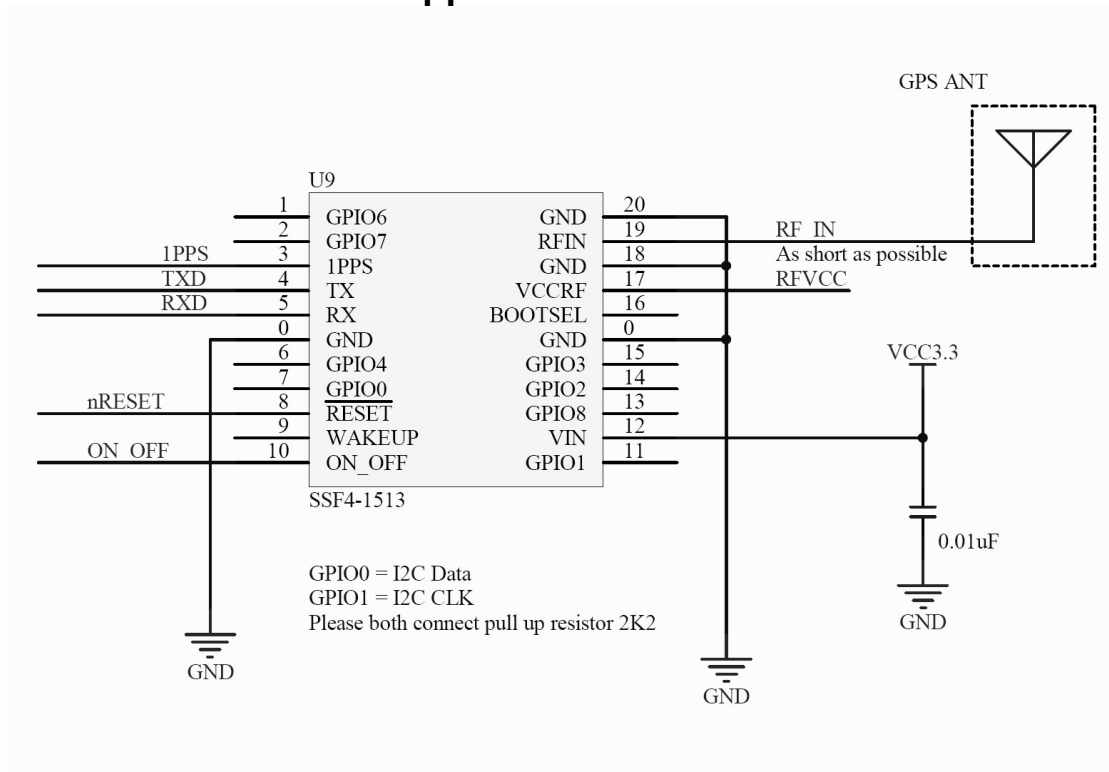 GPS ANT
U9
1 GPIO6 GND 20
2 GPIO7 RFIN 19 RF_IN
1PPS 3 1PPS GND 18 As short as possible
TXD 4 TX VCCRF 17 RFVCC
RXD 5 RX BOOTSEL 16
0 GND GND 0
6 GPIO4 GPIO3 15 VCC3.3
7 GPIO0 GPIO2 14
nRESET 8 RESET GPIO8 13
9 WAKEUP VIN 12
ON_OFF 10 ON_OFF GPIO1 11
SSF4-1513
0.01uF
GPIO0 = I2C Data
GPIO1 = I2C CLK
Please both connect pull up resistor 2K2
GND
GND
GND